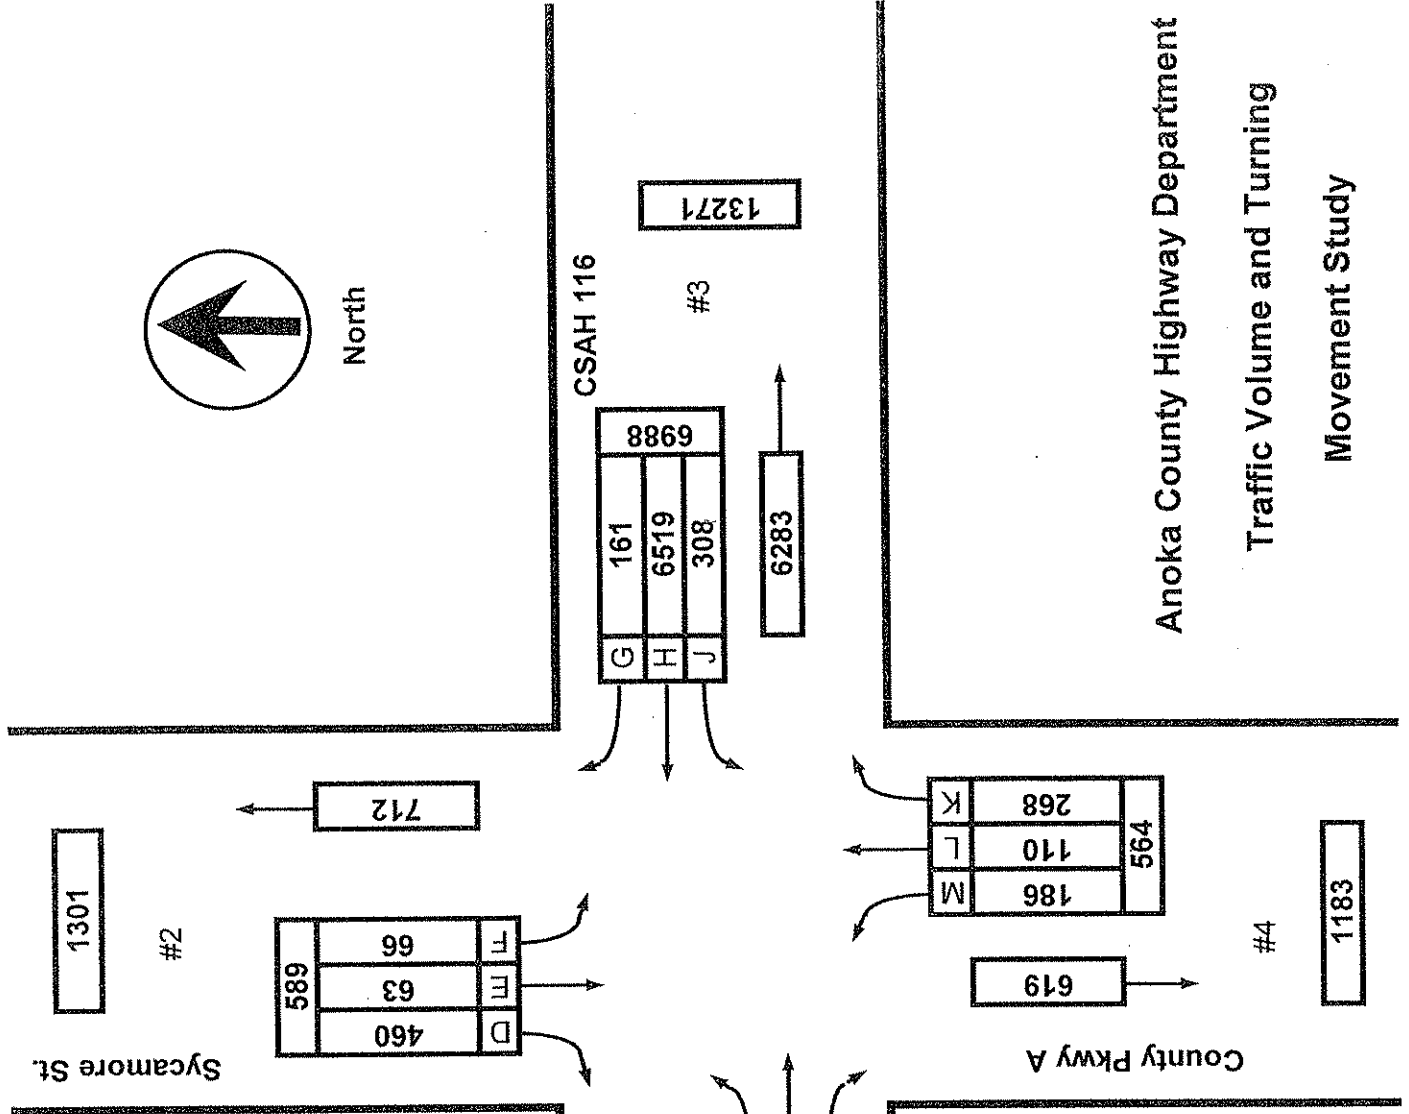 North
Sycamore St.
1301
#2
589
460
63
66
D
E
F
712
CSAH 116
#3
13271
G 161
H 6519
J 308
6988
6283
M
L
K
186
110
268
564
619
#4
1183
County Pkwy A
Anoka County Highway Department
Traffic Volume and Turning
Movement Study